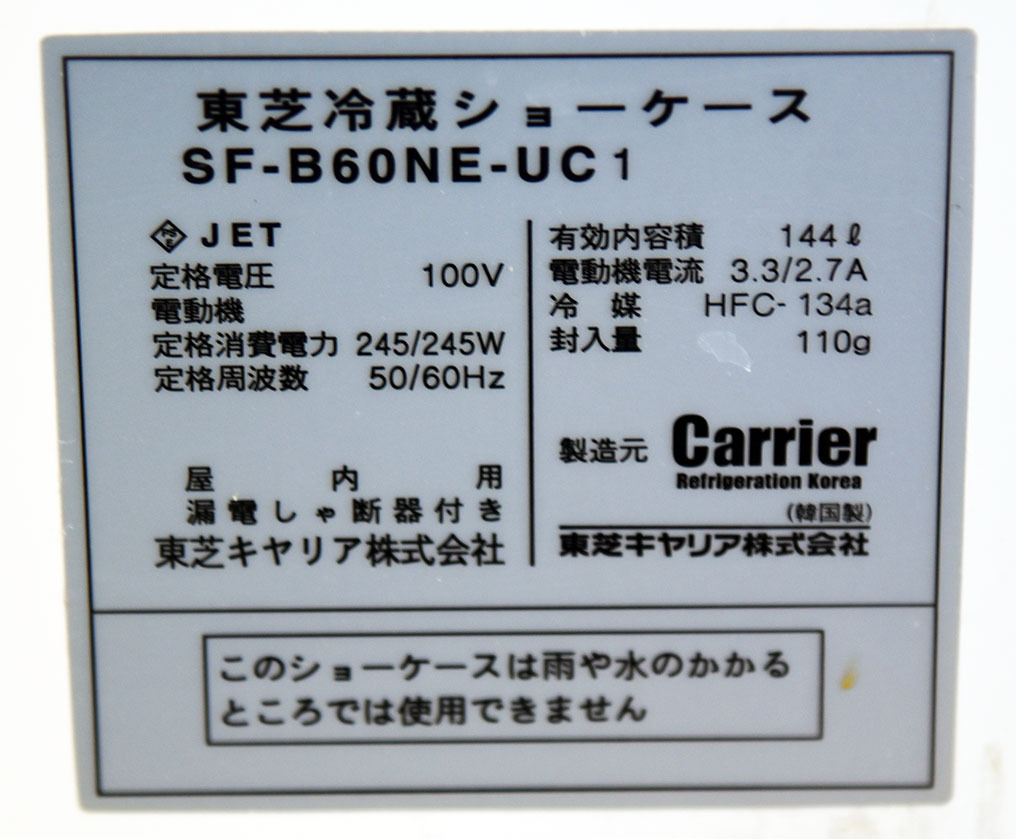 東芝冷蔵ショーケース
SF-B60NE-UC1
PS E JET
定格電圧 100V
電動機
定格消費電力 245/245W
定格周波数 50/60Hz
屋内用
漏電しゃ断器付き
東芝キヤリア株式会社
有効内容積 144ℓ
電動機電流 3.3/2.7A
冷媒 HFC-134a
封入量 110g
製造元 Carrier
Refrigeration Korea
(韓国製)
東芝キヤリア株式会社
このショーケースは雨や水のかかる
ところでは使用できません